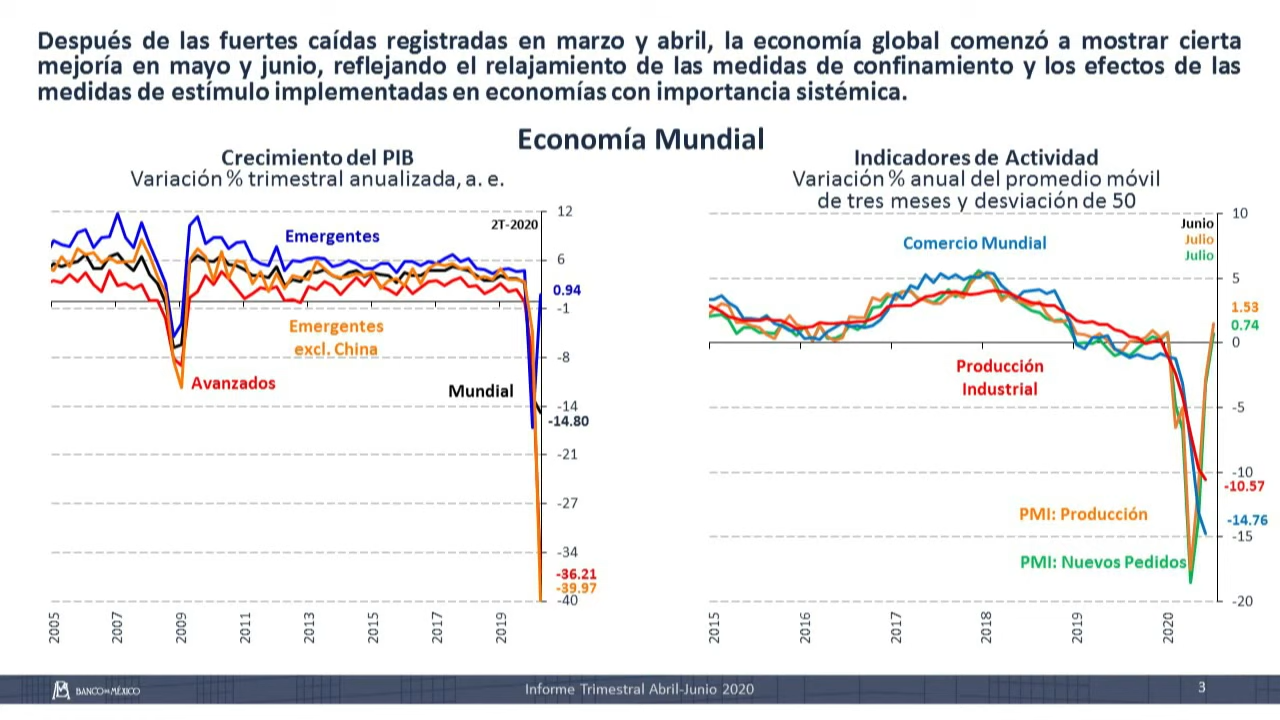 Después de las fuertes caídas registradas en marzo y abril, la economía global comenzó a mostrar cierta
mejoría en mayo y junio, reflejando el relajamiento de las medidas de confinamiento y los efectos de las
medidas de estímulo implementadas en economías con importancia sistémica.
Economía Mundial
Crecimiento del PIB
Variación % trimestral anualizada, a. e.
12
2T-2020
Emergentes
6
0.94
-1
Emergentes
excl. China
-8
Avanzados
Mundial
-14
-14.80
-21
-27
-34
-36.21
-39.97
-40
2005
2007
2009
2011
2013
2015
2017
2019
Indicadores de Actividad
Variación % anual del promedio móvil
de tres meses y desviación de 50
10
Junio
Julio
Julio
Comercio Mundial
5
1.53
0.74
0
Producción
Industrial
-5
-10
-10.57
PMI: Producción
-14.76
-15
PMI: Nuevos Pedidos
-20
2015
2016
2017
2018
2019
2020
BANCO DE MÉXICO
Informe Trimestral Abril-Junio 2020
3